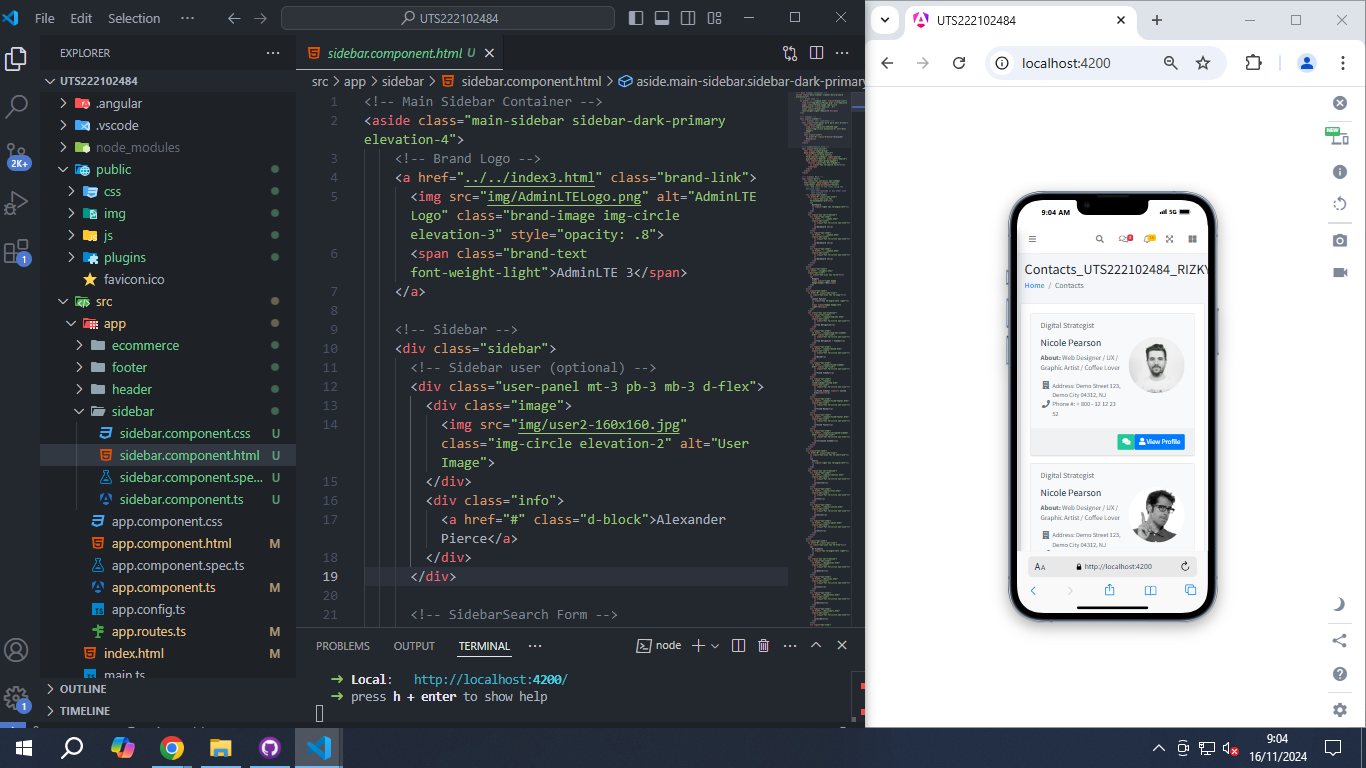 File Edit Selection ··· UTS222102484
EXPLORER ···
UTS222102484
.angular
.vscode
node_modules
public
css
img
js
plugins
favicon.ico
src
app
ecommerce
footer
header
sidebar
sidebar.component.css U
sidebar.component.html U
sidebar.component.spe... U
sidebar.component.ts U
app.component.css
app.component.html M
app.component.spec.ts
app.component.ts M
app.config.ts
app.routes.ts M
index.html M
main.ts
OUTLINE
TIMELINE
2K+
1
1
sidebar.component.html U
src > app > sidebar > sidebar.component.html > aside.main-sidebar.sidebar-dark-primary
1 <!-- Main Sidebar Container -->
2 <aside class="main-sidebar sidebar-dark-primary
elevation-4">
3 <!-- Brand Logo -->
4 <a href="../../index3.html" class="brand-link">
5 <img src="img/AdminLTELogo.png" alt="AdminLTE
Logo" class="brand-image img-circle
elevation-3" style="opacity: .8">
6 <span class="brand-text
font-weight-light">AdminLTE 3</span>
7 </a>
8
9 <!-- Sidebar -->
10 <div class="sidebar">
11 <!-- Sidebar user (optional) -->
12 <div class="user-panel mt-3 pb-3 mb-3 d-flex">
13 <div class="image">
14 <img src="img/user2-160x160.jpg"
class="img-circle elevation-2" alt="User
Image">
15 </div>
16 <div class="info">
17 <a href="#" class="d-block">Alexander
Pierce</a>
18 </div>
19 </div>
20
21 <!-- SidebarSearch Form -->
PROBLEMS OUTPUT TERMINAL ··· node
➜ Local: http://localhost:4200/
➜ press h + enter to show help
UTS222102484
localhost:4200
NEW
9:04 AM 5G
Contacts_UTS222102484_RIZKY
Home / Contacts
Digital Strategist
Nicole Pearson
About: Web Designer / UX /
Graphic Artist / Coffee Lover
Address: Demo Street 123,
Demo City 04312, NJ
Phone #: + 800 - 12 12 23
52
View Profile
Digital Strategist
Nicole Pearson
About: Web Designer / UX /
Graphic Artist / Coffee Lover
Address: Demo Street 123,
Demo City 04312, NJ
AA http://localhost:4200
9:04
16/11/2024